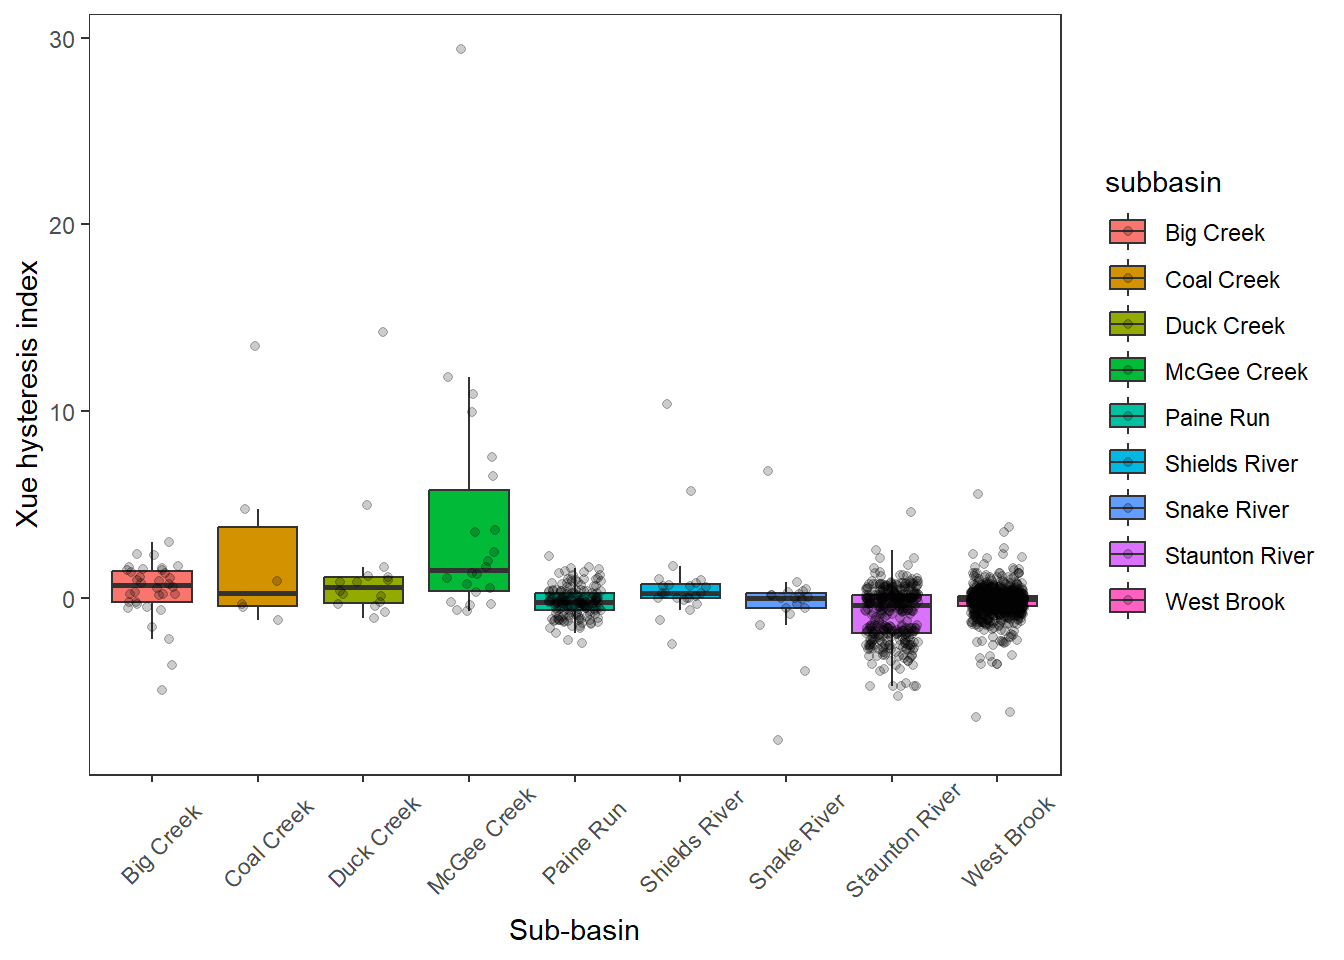 Xue hysteresis index
30
20
10
0
Big Creek
Coal Creek
Duck Creek
McGee Creek
Paine Run
Shields River
Snake River
Staunton River
West Brook
Sub-basin
subbasin
Big Creek
Coal Creek
Duck Creek
McGee Creek
Paine Run
Shields River
Snake River
Staunton River
West Brook